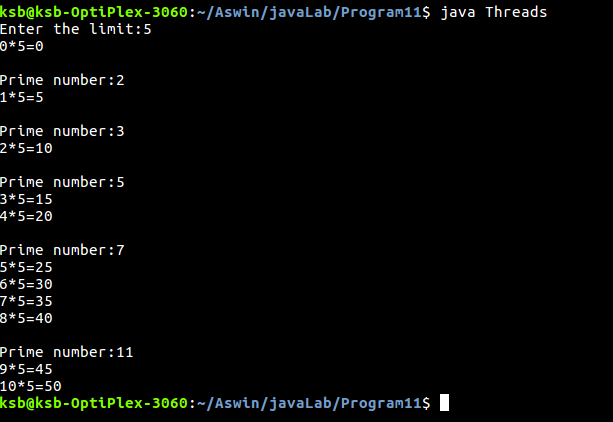 ksb@ksb-OptiPlex-3060:~/Aswin/javaLab/Program11$ java Threads
Enter the limit:5
0*5=0
Prime number:2
1*5=5
Prime number:3
2*5=10
Prime number:5
3*5=15
4*5=20
Prime number:7
5*5=25
6*5=30
7*5=35
8*5=40
Prime number:11
9*5=45
10*5=50
ksb@ksb-OptiPlex-3060:~/Aswin/javaLab/Program11$